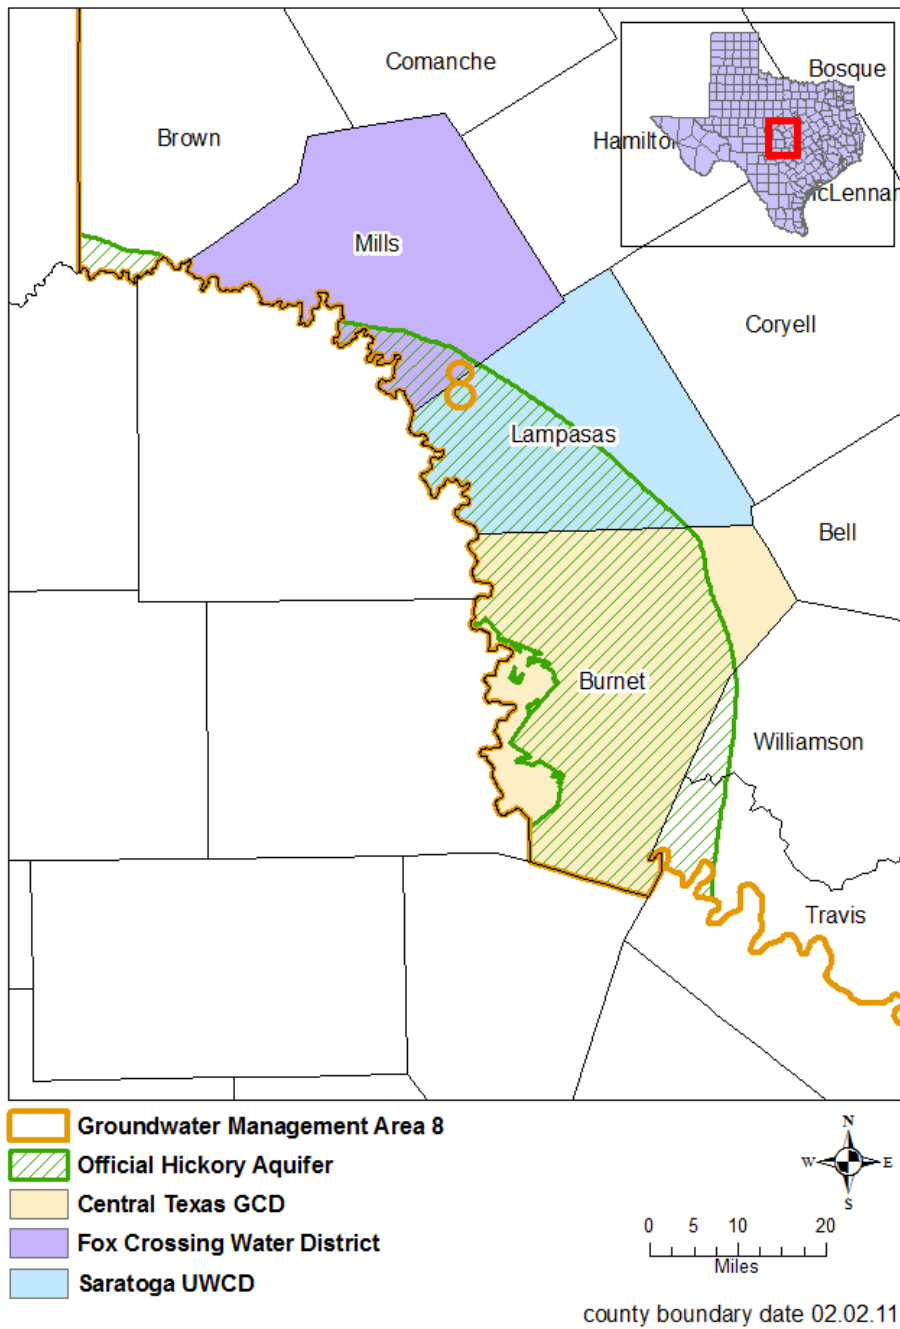 Comanche
Bosque
Brown
Hamilto
McLennan
Mills
8
Coryell
Lampasas
Bell
Burnet
Williamson
Travis
Groundwater Management Area 8
Official Hickory Aquifer
Central Texas GCD
Fox Crossing Water District
Saratoga UWCD
N
W E
S
0 5 10 20
Miles
county boundary date 02.02.11